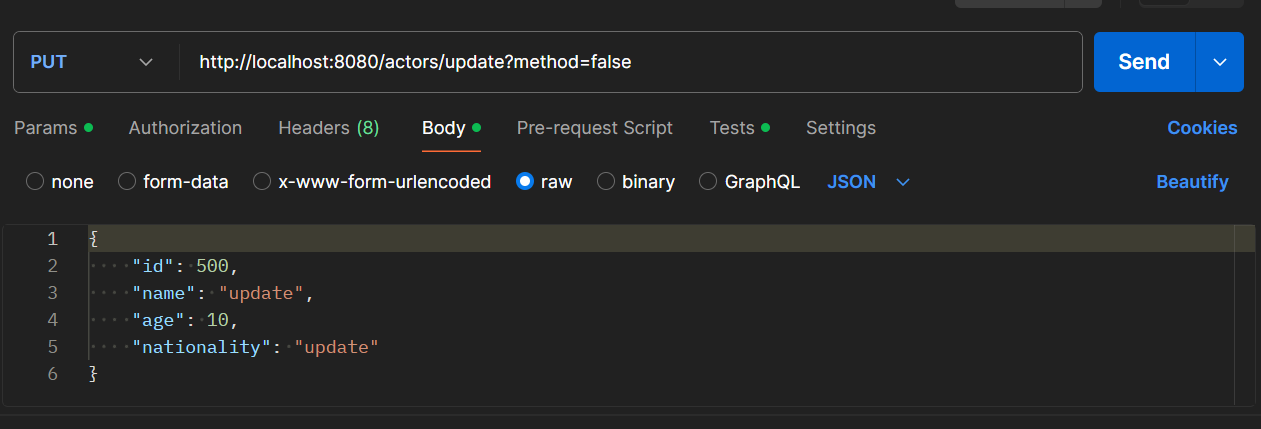 PUT http://localhost:8080/actors/update?method=false Send
Params Authorization Headers (8) Body Pre-request Script Tests Settings Cookies
none form-data x-www-form-urlencoded raw binary GraphQL JSON Beautify
1 {
2 "id": 500,
3 "name": "update",
4 "age": 10,
5 "nationality": "update"
6 }